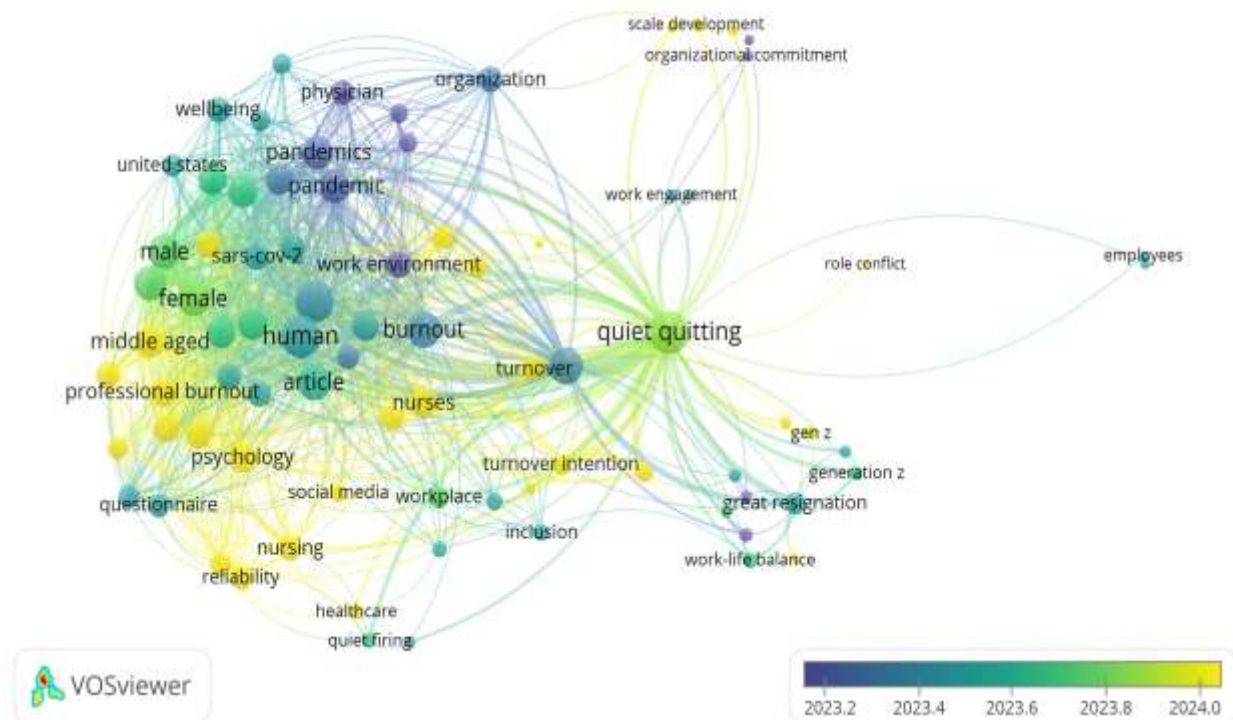 scale development
organizational commitment
organization
physician
wellbeing
pandemics
united states
pandemic
work engagement
male
sars-cov-2
work environment
role conflict
employees
female
quiet quitting
human
burnout
middle aged
turnover
article
professional burnout
nurses
gen z
psychology
turnover intention
generation z
social media
workplace
questionnaire
great resignation
inclusion
nursing
work-life balance
reliability
healthcare
quiet firing
VOSviewer
2023.2 2023.4 2023.6 2023.8 2024.0